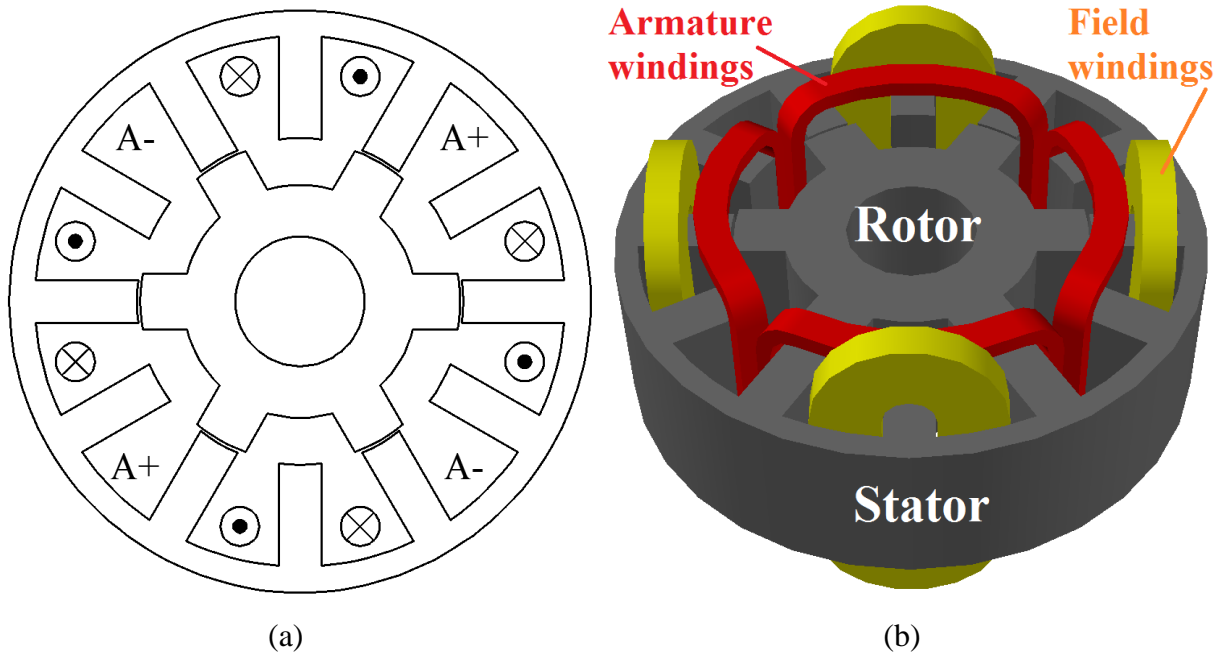 Armature
windings
Field
windings
A-
A+
Rotor
A+
A-
Stator
(a)
(b)